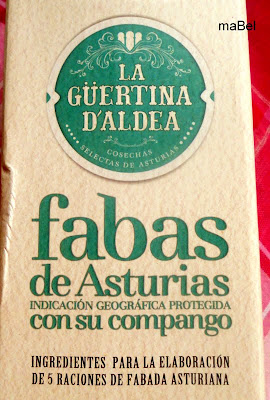 maBel
LA
GÜERTINA
D'ALDEA
COSECHAS
SELECTAS DE ASTURIAS
fabas
de Asturias
INDICACIÓN GEOGRÁFICA PROTEGIDA
con su compango
INGREDIENTES PARA LA ELABORACIÓN
DE 5 RACIONES DE FABADA ASTURIANA